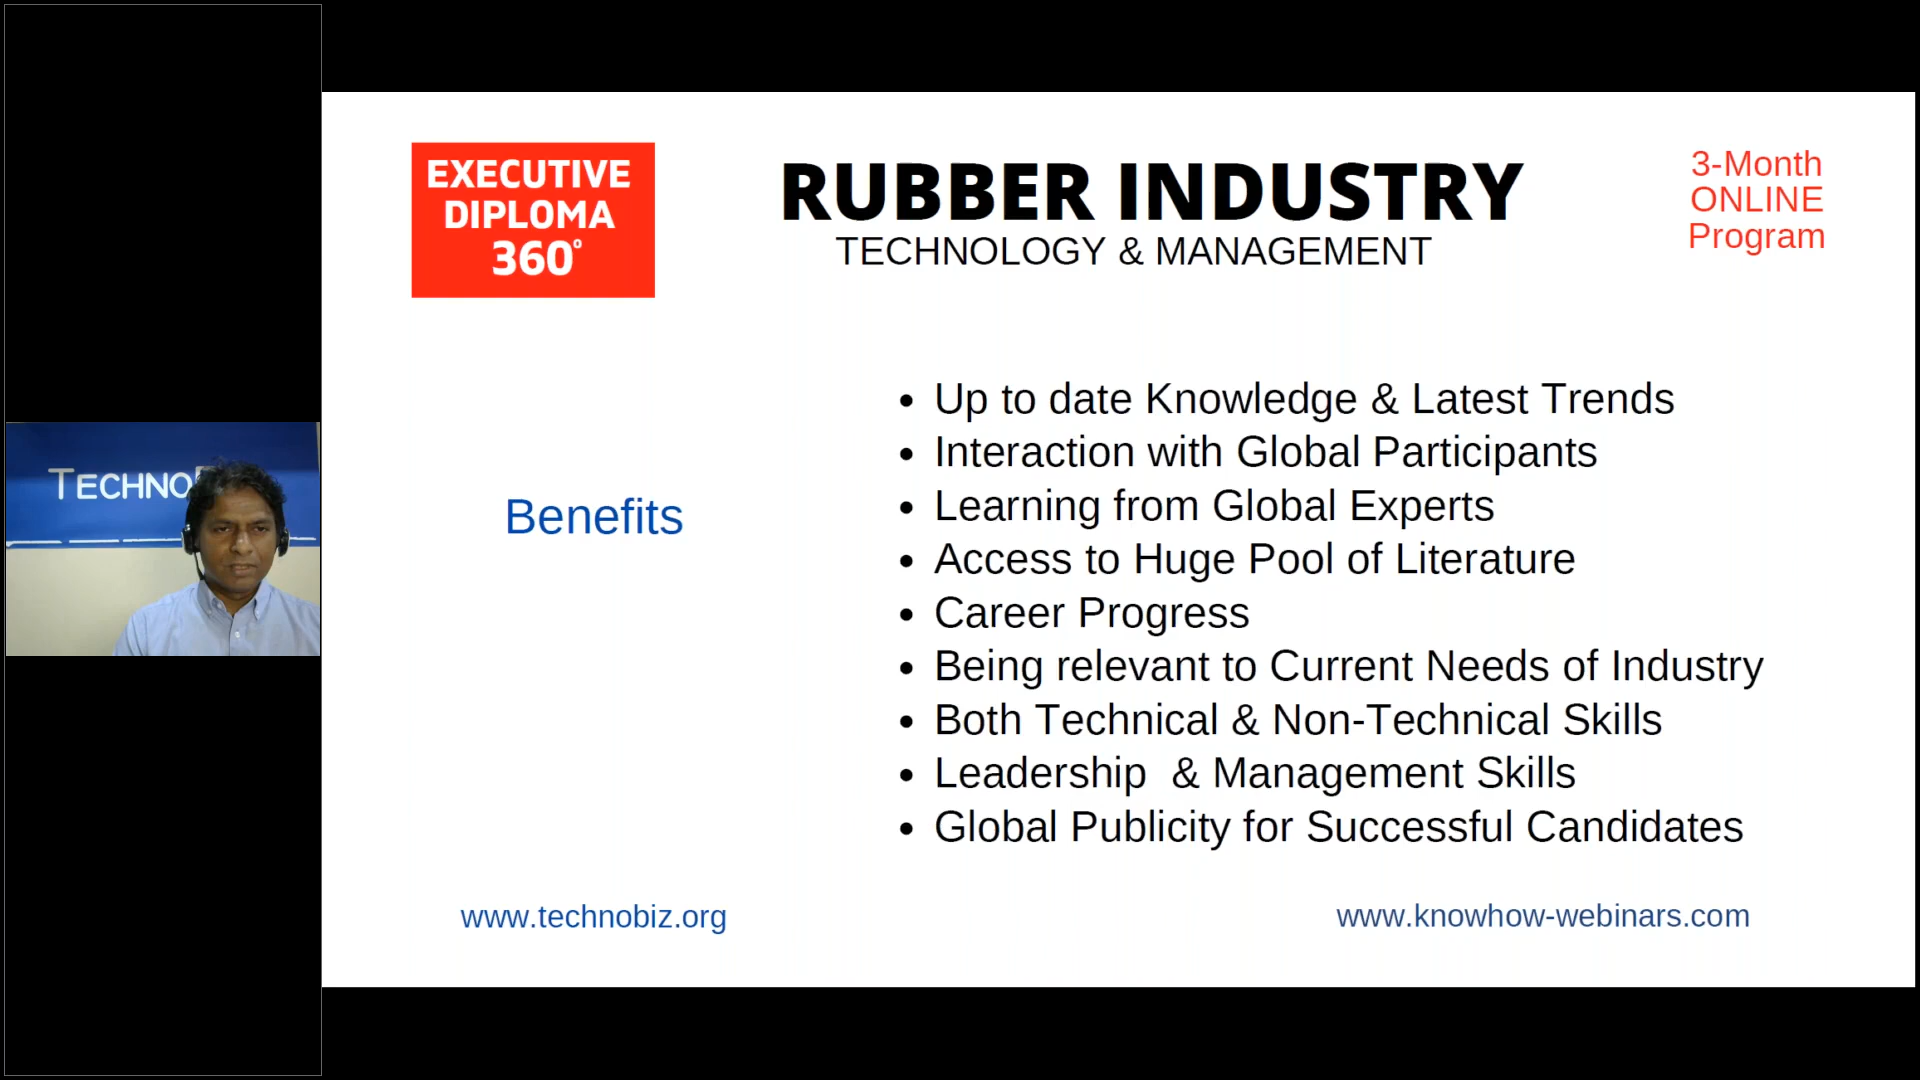 TECHNO
EXECUTIVE
DIPLOMA
360°
RUBBER INDUSTRY
TECHNOLOGY & MANAGEMENT
3-Month
ONLINE
Program
Benefits
• Up to date Knowledge & Latest Trends
• Interaction with Global Participants
• Learning from Global Experts
• Access to Huge Pool of Literature
• Career Progress
• Being relevant to Current Needs of Industry
• Both Technical & Non-Technical Skills
• Leadership  & Management Skills
• Global Publicity for Successful Candidates
www.technobiz.org
www.knowhow-webinars.com